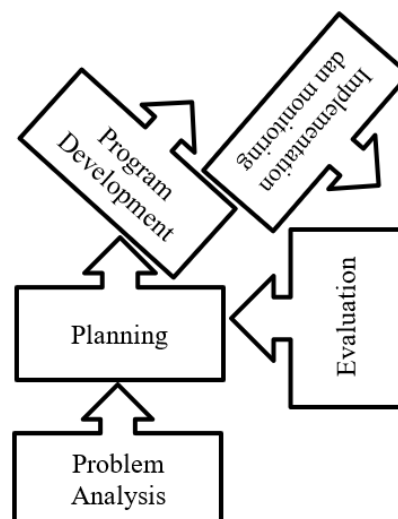 Program
Development
Implementation
dan monitoring
Planning
Evaluation
Problem
Analysis